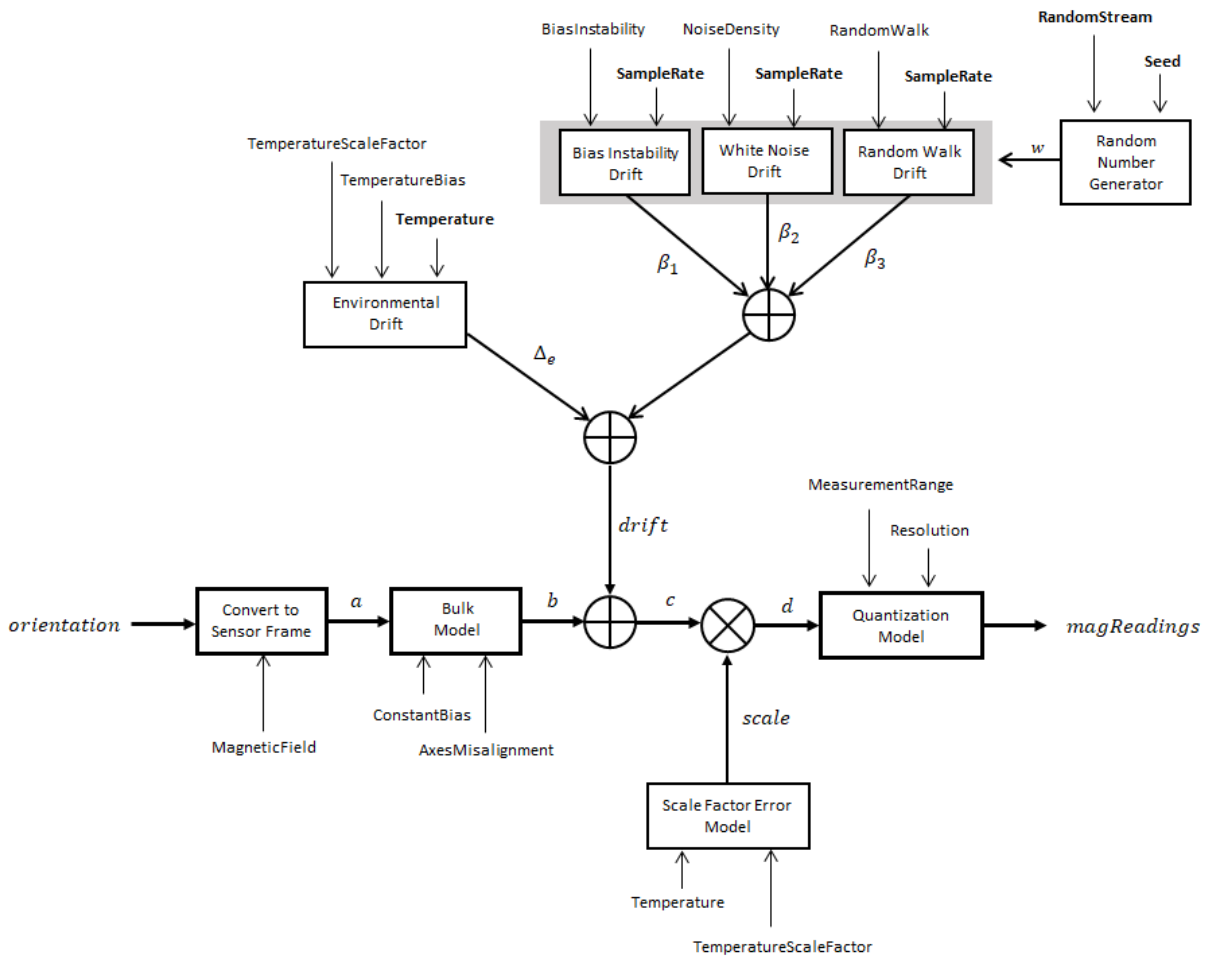 RandomStream
BiasInstability
NoiseDensity
RandomWalk
Seed
SampleRate
SampleRate
SampleRate
TemperatureScaleFactor
Bias Instability
Drift
White Noise
Drift
Random Walk
Drift
w
Random
Number
Generator
TemperatureBias
Temperature
β₁
β₂
β₃
Environmental
Drift
Δₑ
MeasurementRange
drift
Resolution
orientation
Convert to
Sensor Frame
a
Bulk
Model
b
c
d
Quantization
Model
magReadings
ConstantBias
scale
MagneticField
AxesMisalignment
Scale Factor Error
Model
Temperature
TemperatureScaleFactor